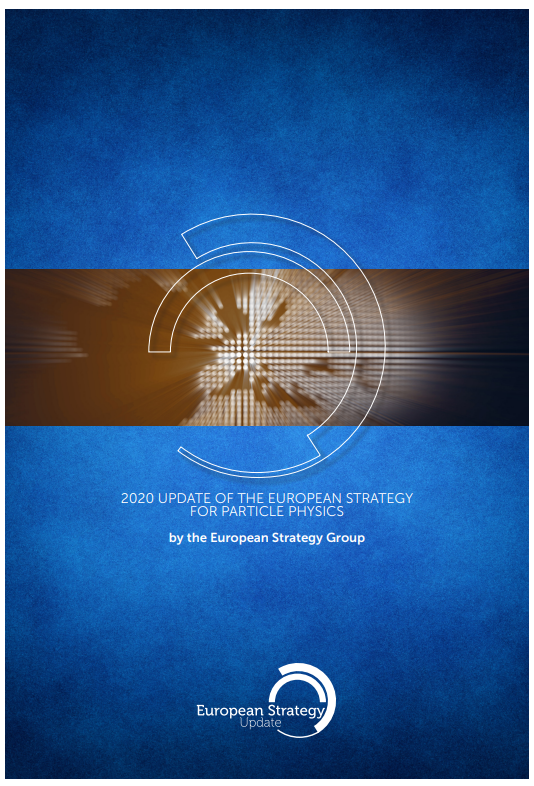 2020 UPDATE OF THE EUROPEAN STRATEGY
FOR PARTICLE PHYSICS
by the European Strategy Group
European Strategy
Update